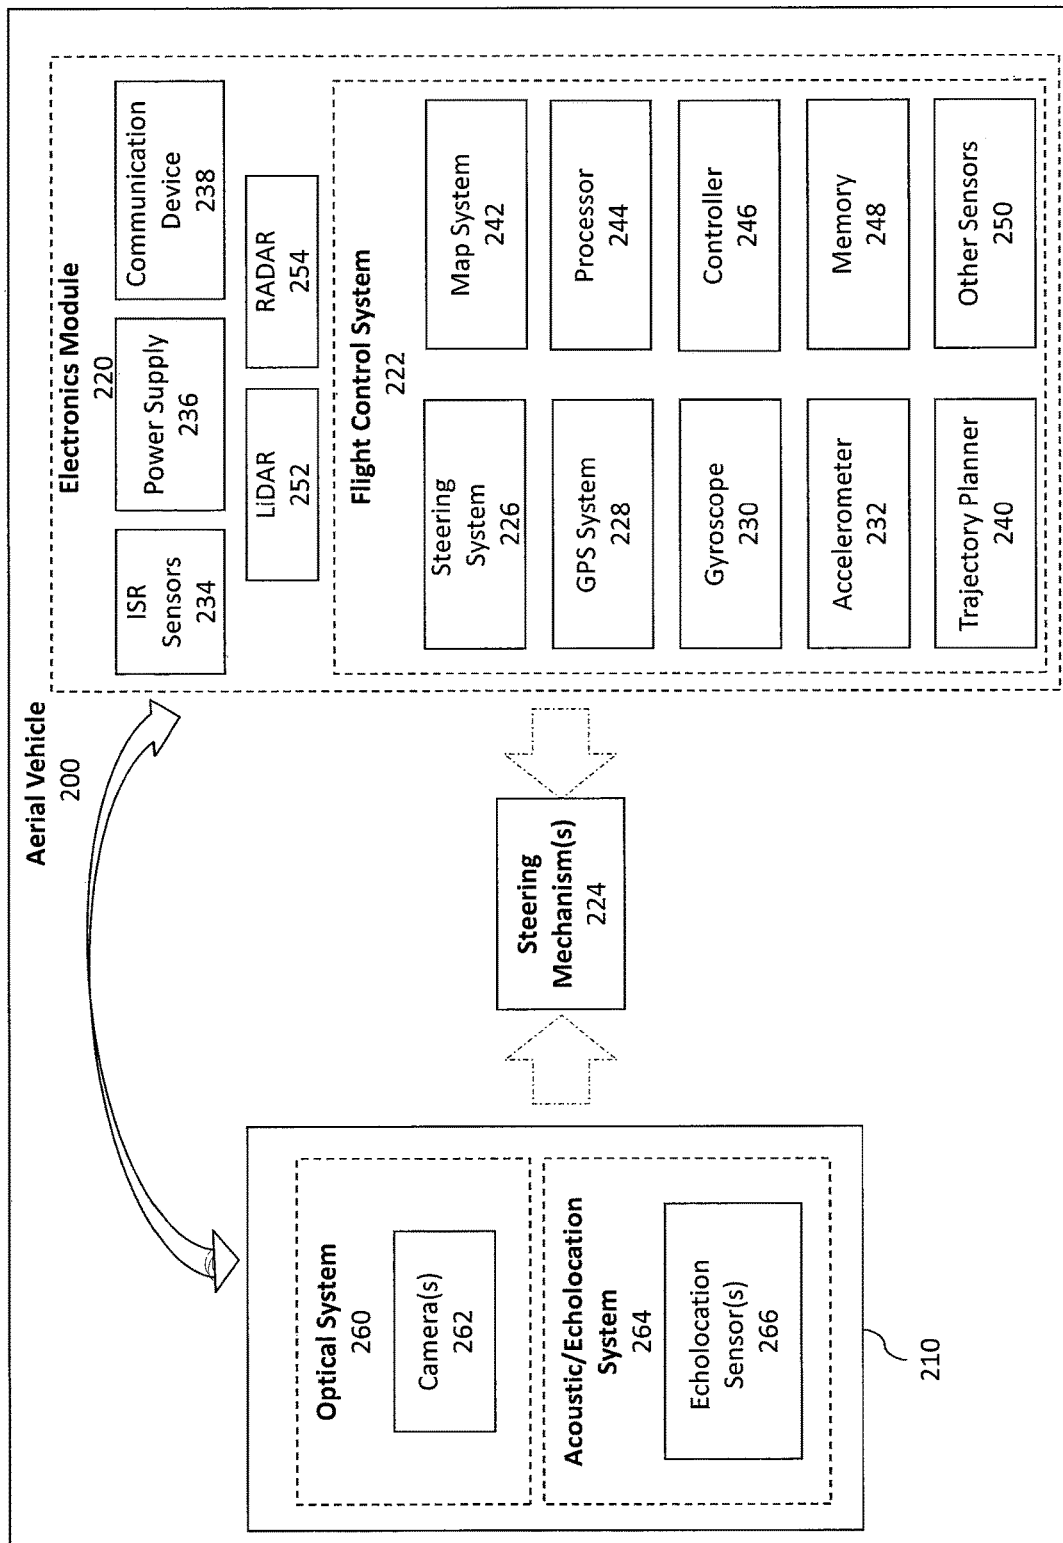 Aerial Vehicle
200
Optical System
260
Camera(s)
262
Acoustic/Echolocation
System
264
Echolocation
Sensor(s)
266
210
Steering
Mechanism(s)
224
Electronics Module
220
ISR
Sensors
234
Power Supply
236
Communication
Device
238
LiDAR
252
RADAR
254
Flight Control System
222
Steering
System
226
Map System
242
GPS System
228
Processor
244
Gyroscope
230
Controller
246
Accelerometer
232
Memory
248
Trajectory Planner
240
Other Sensors
250